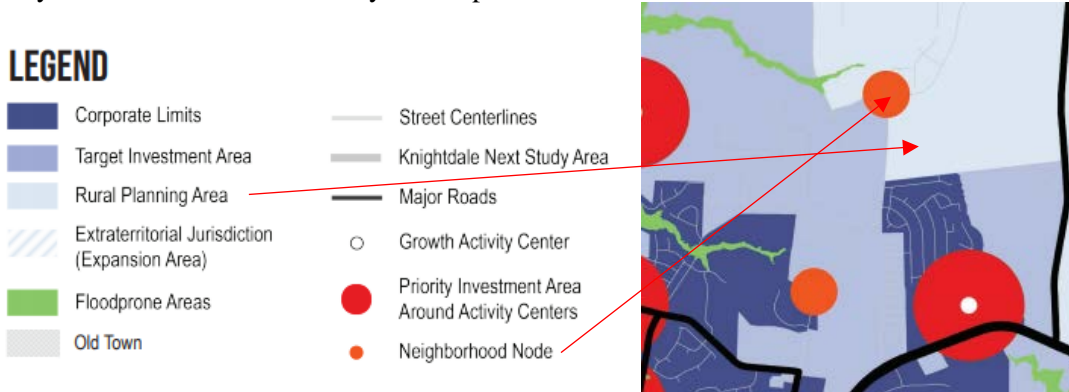 LEGEND
Corporate Limits
Target Investment Area
Rural Planning Area
Extraterritorial Jurisdiction
(Expansion Area)
Floodprone Areas
Old Town
Street Centerlines
Knightdale Next Study Area
Major Roads
Growth Activity Center
Priority Investment Area
Around Activity Centers
Neighborhood Node